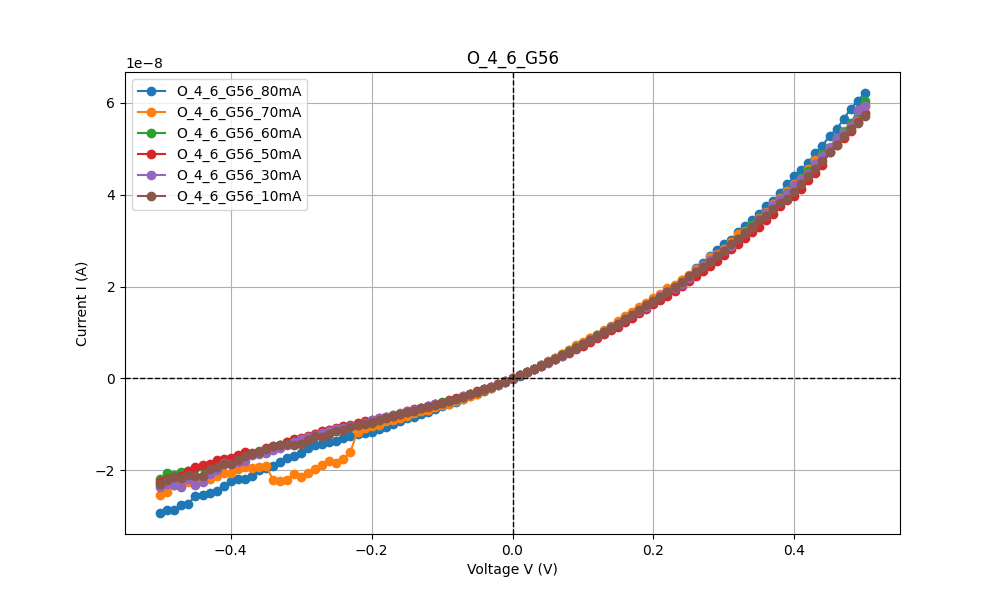 O_4_6_G56
1e−8
O_4_6_G56_80mA
O_4_6_G56_70mA
O_4_6_G56_60mA
O_4_6_G56_50mA
O_4_6_G56_30mA
O_4_6_G56_10mA
6
4
2
0
−2
Current I (A)
−0.4 −0.2 0.0 0.2 0.4
Voltage V (V)